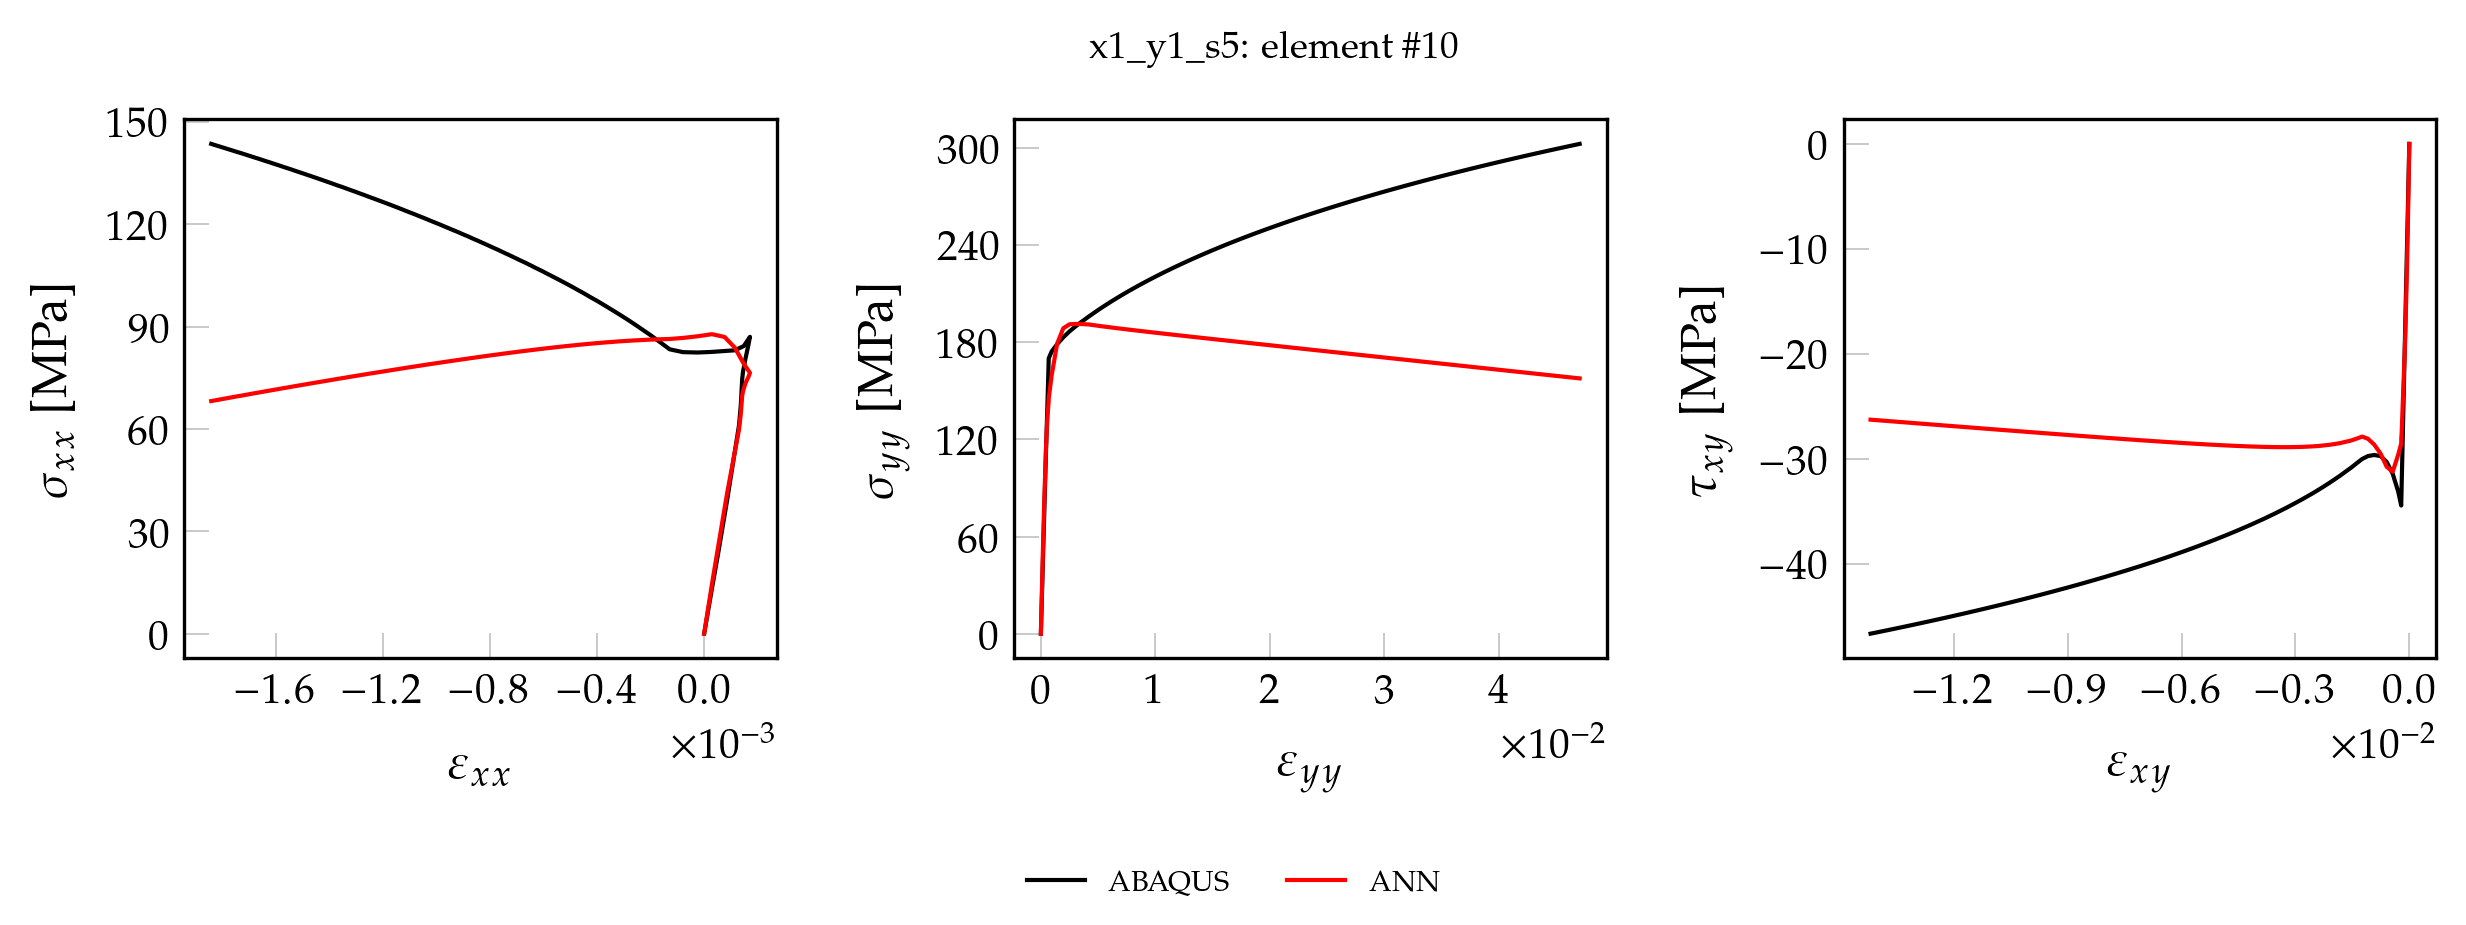 x1_y1_s5: element #10
σxx [MPa]
150
120
90
60
30
0
−1.6 −1.2 −0.8 −0.4 0.0
×10−3
εxx
σyy [MPa]
300
240
180
120
60
0
0 1 2 3 4
×10−2
εyy
τxy [MPa]
0
−10
−20
−30
−40
−1.2 −0.9 −0.6 −0.3 0.0
×10−2
εxy
ABAQUS ANN